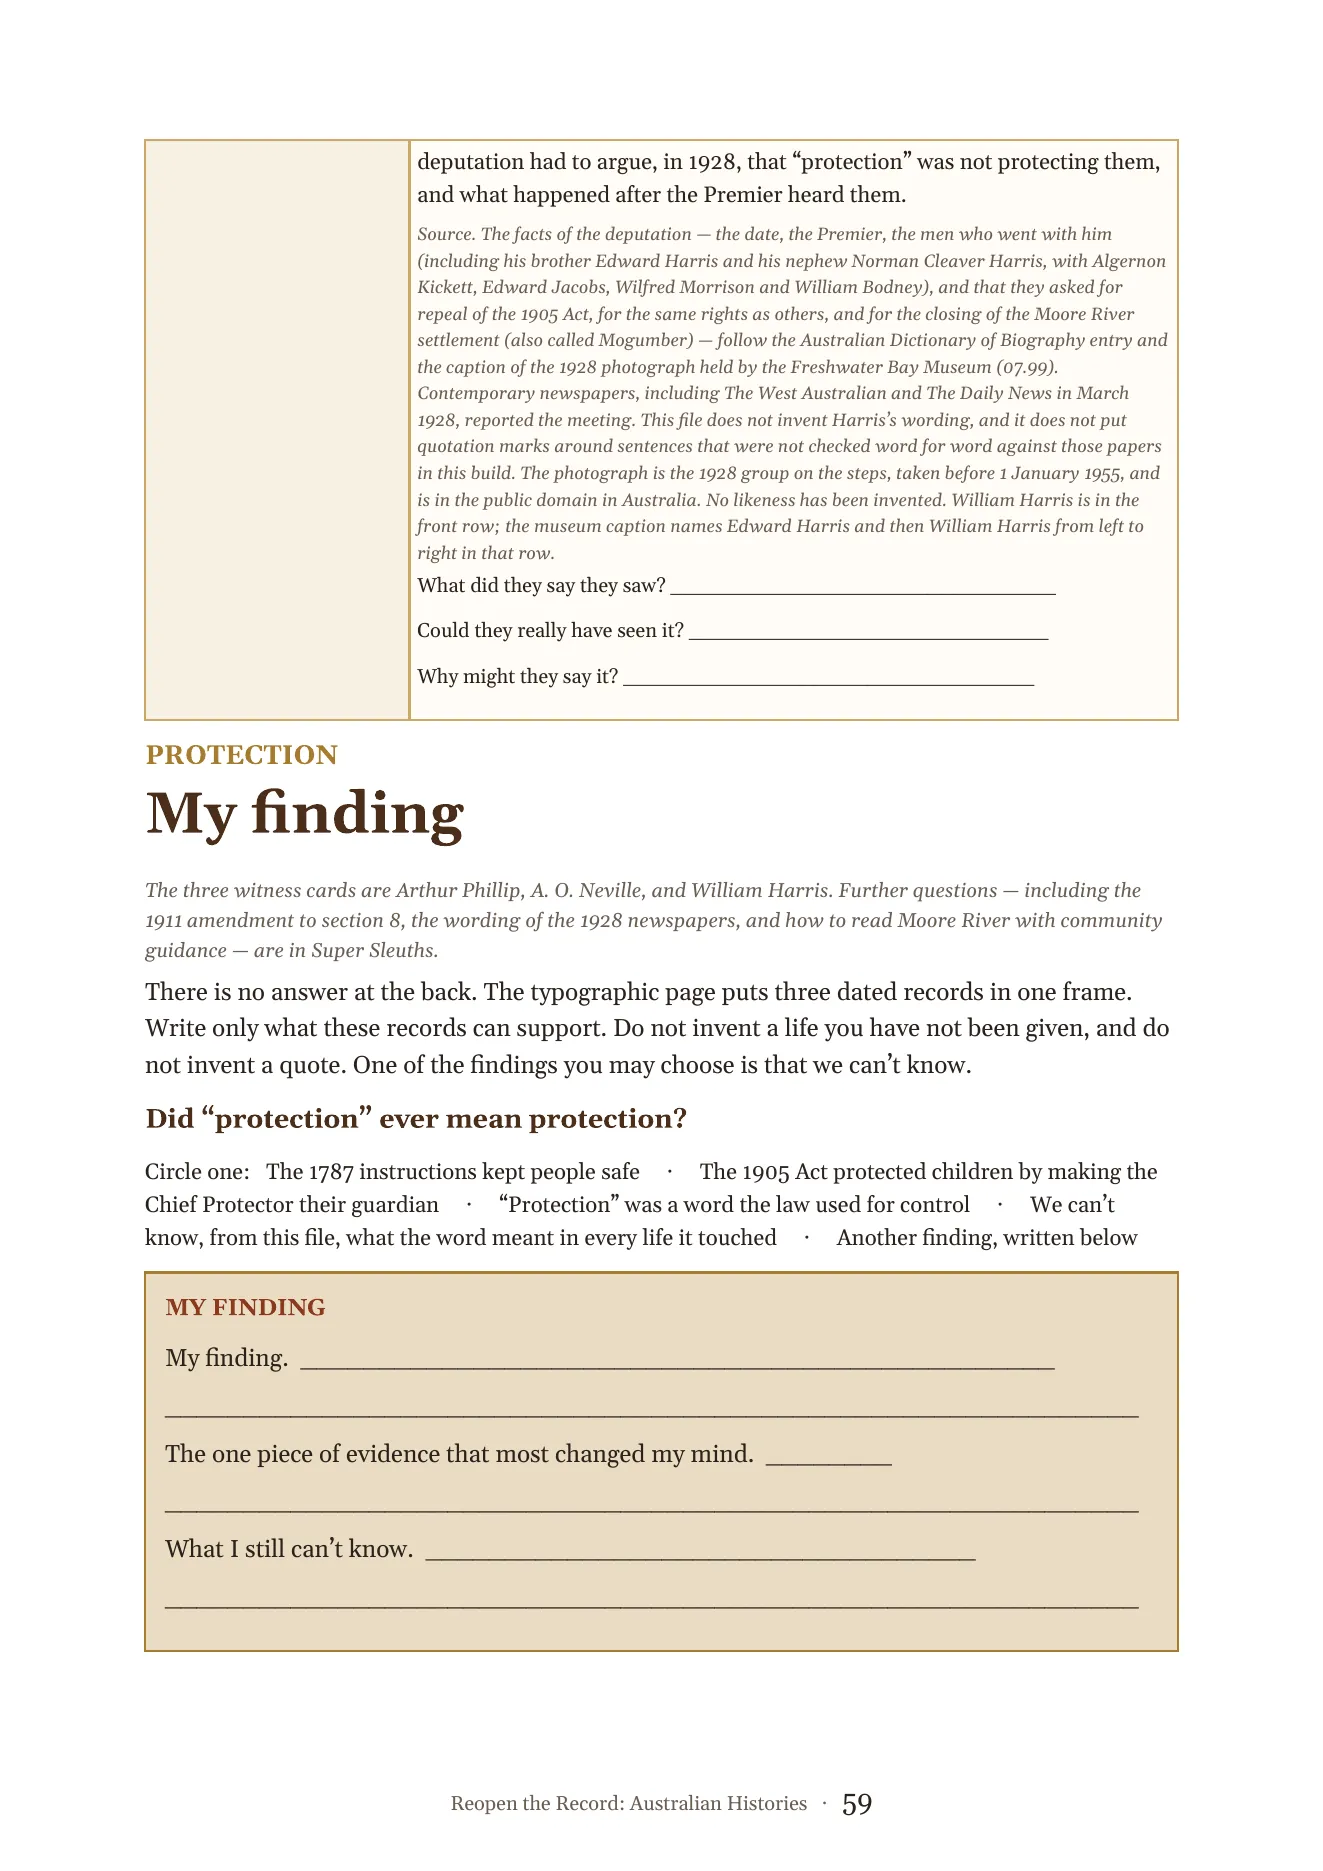 deputation had to argue, in 1928, that “protection” was not protecting them,
and what happened after the Premier heard them.
Source. The facts of the deputation — the date, the Premier, the men who went with him
(including his brother Edward Harris and his nephew Norman Cleaver Harris, with Algernon
Kickett, Edward Jacobs, Wilfred Morrison and William Bodney), and that they asked for
repeal of the 1905 Act, for the same rights as others, and for the closing of the Moore River
settlement (also called Mogumber) — follow the Australian Dictionary of Biography entry and
the caption of the 1928 photograph held by the Freshwater Bay Museum (07.99).
Contemporary newspapers, including The West Australian and The Daily News in March
1928, reported the meeting. This file does not invent Harris’s wording, and it does not put
quotation marks around sentences that were not checked word for word against those papers
in this build. The photograph is the 1928 group on the steps, taken before 1 January 1955, and
is in the public domain in Australia. No likeness has been invented. William Harris is in the
front row; the museum caption names Edward Harris and then William Harris from left to
right in that row.
What did they say they saw? ______________________________________
Could they really have seen it? ____________________________________
Why might they say it? _________________________________________
PROTECTION
My finding
The three witness cards are Arthur Phillip, A. O. Neville, and William Harris. Further questions — including the
1911 amendment to section 8, the wording of the 1928 newspapers, and how to read Moore River with community
guidance — are in Super Sleuths.
There is no answer at the back. The typographic page puts three dated records in one frame.
Write only what these records can support. Do not invent a life you have not been given, and do
not invent a quote. One of the findings you may choose is that we can’t know.
Did “protection” ever mean protection?
Circle one: The 1787 instructions kept people safe · The 1905 Act protected children by making the
Chief Protector their guardian · “Protection” was a word the law used for control · We can’t
know, from this file, what the word meant in every life it touched · Another finding, written below
MY FINDING
My finding. ________________________________________________
______________________________________________________________
The one piece of evidence that most changed my mind. ________
______________________________________________________________
What I still can’t know. ___________________________________
______________________________________________________________
Reopen the Record: Australian Histories · 59